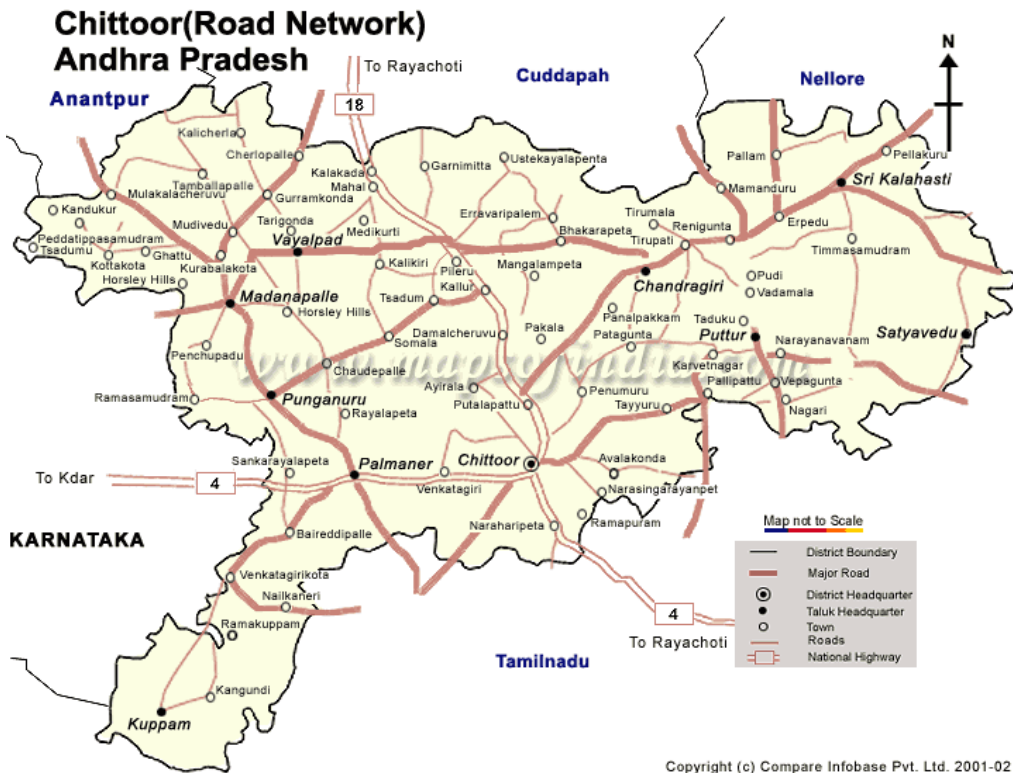 Chittoor(Road Network)
Andhra Pradesh
To Rayachoti
Cuddapah
Nellore
N
Anantpur
18
Kalicherla
Cherlopalle
Kalakada
Mahal
Garnimitta
Ustekayalapenta
Pallam
Pellakuru
Tamballapalle
Mulakalacheruvu
Gurramkonda
Mamanduru
Sri Kalahasti
Kandukur
Mudivedu
Tarigonda
Medikurti
Erravaripalem
Tirumala
Renigunta
Erpedu
Peddatippasamudram
Tsadumu
Ghattu
Kottakota
Vayalpad
Kurabalakota
Bhakarapeta
Tirupati
Timmasamudram
Kalikiri
Pileru
Mangalampeta
Horsley Hills
Kallur
Chandragiri
Pudi
Vadamala
Madanapalle
Horsley Hills
Tsadum
Panalpakkam
Taduku
Damalcheruvu
Pakala
Patagunta
Puttur
Satyavedu
Somala
Narayanavanam
Penchupadu
www.mapsofindia.com
Chaudepalle
Karvetnagar
Ayirala
Pallipattu
Vepagunta
Ramasamudram
Punganuru
Rayalapeta
Putalapattu
Penumuru
Tayyuru
Nagari
Sankarayalapeta
Palmaner
Chittoor
Avalakonda
To Kdar
4
Venkatagiri
Narasingarayanpet
Naraharipeta
Ramapuram
KARNATAKA
Baireddipalle
Venkatagirikota
Nailkaneri
Ramakuppam
4
To Rayachoti
Tamilnadu
Kangundi
Kuppam
Map not to Scale
District Boundary
Major Road
District Headquarter
Taluk Headquarter
Town
Roads
National Highway
Copyright (c) Compare Infobase Pvt. Ltd. 2001-02